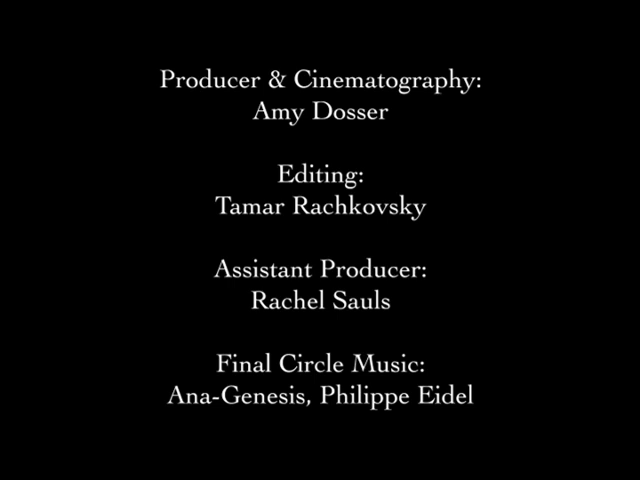 Producer & Cinematography:
Amy Dosser
Editing:
Tamar Rachkovsky
Assistant Producer:
Rachel Sauls
Final Circle Music:
Ana-Genesis, Philippe Eidel